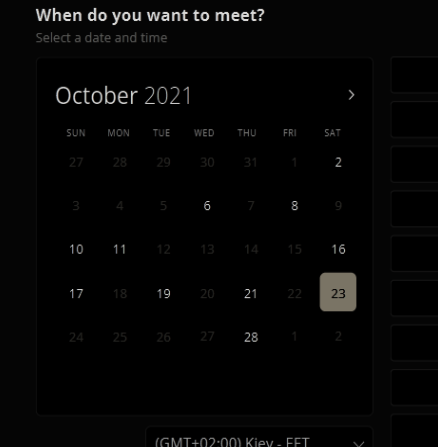 When do you want to meet?
Select a date and time
October 2021
SUN MON TUE WED THU FRI SAT
27 28 29 30 31 1 2
3 4 5 6 7 8 9
10 11 12 13 14 15 16
17 18 19 20 21 22 23
24 25 26 27 28 1 2
(GMT+02:00) Kiev - EET